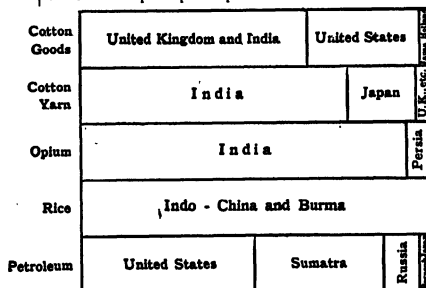 Cotton Goods United Kingdom and India United States
Cotton Yarn India Japan U.K. etc.
Opium India Persia
Rice Indo - China and Burma
Petroleum United States Sumatra Russia